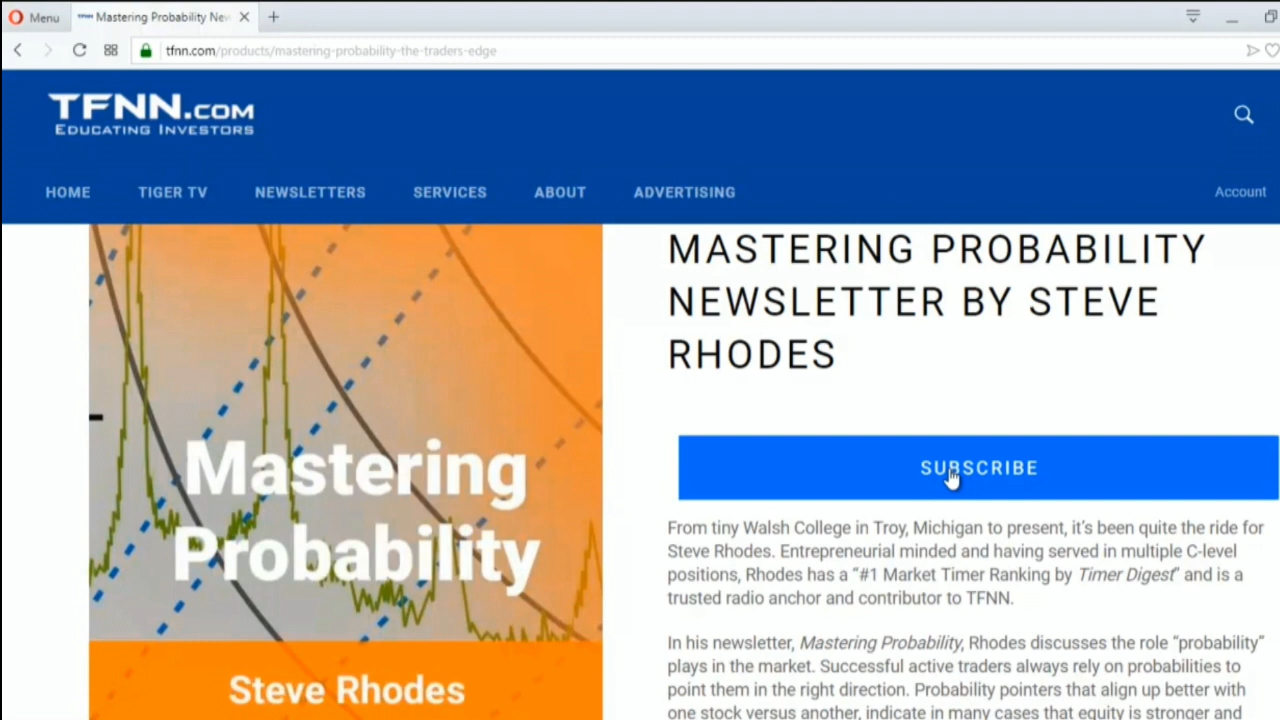 Menu
Mastering Probability New
tfnn.com/products/mastering-probability-the-traders-edge
TFNN.COM
EDUCATING INVESTORS
HOME TIGER TV NEWSLETTERS SERVICES ABOUT ADVERTISING Account
Mastering
Probability
Steve Rhodes
MASTERING PROBABILITY
NEWSLETTER BY STEVE
RHODES
SUBSCRIBE
From tiny Walsh College in Troy, Michigan to present, it's been quite the ride for
Steve Rhodes. Entrepreneurial minded and having served in multiple C-level
positions, Rhodes has a “#1 Market Timer Ranking by Timer Digest” and is a
trusted radio anchor and contributor to TFNN.
In his newsletter, Mastering Probability, Rhodes discusses the role “probability”
plays in the market. Successful active traders always rely on probabilities to
point them in the right direction. Probability pointers that align up better with
one stock versus another, indicate in many cases that equity is stronger and